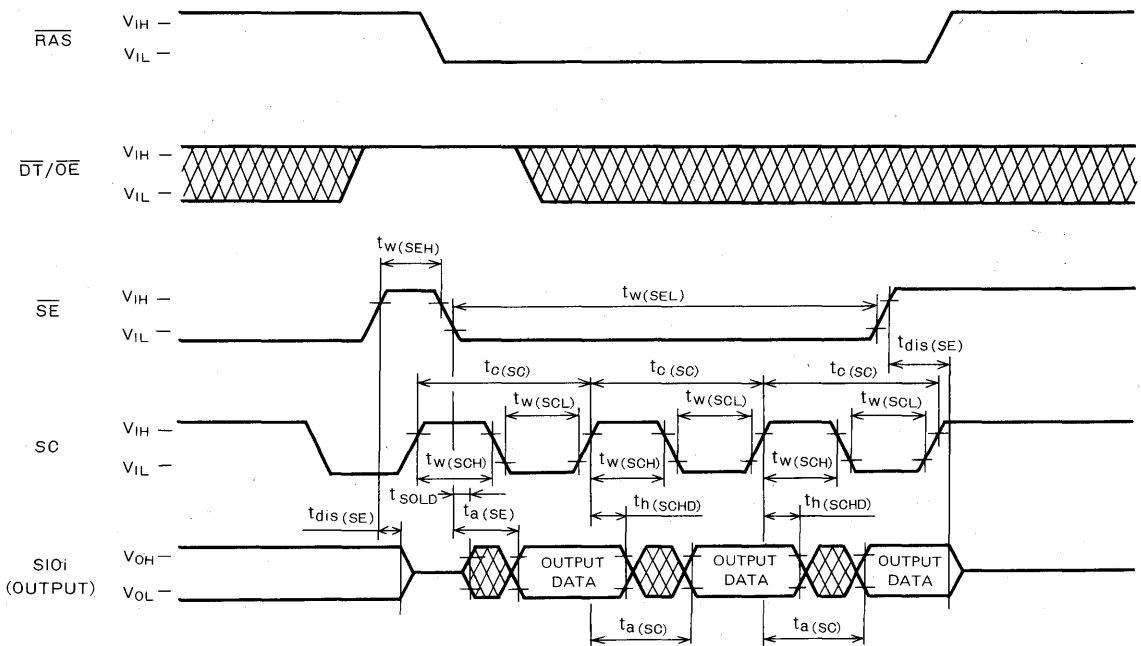 RAS
VIH
VIL
DT/OE
VIH
VIL
tw(SEH)
SE
VIH
VIL
tw(SEL)
tdis(SE)
tc(SC)
tc(SC)
tc(SC)
SC
VIH
VIL
tw(SCL)
tw(SCL)
tw(SCL)
tw(SCH)
tw(SCH)
tw(SCH)
tSOLD
ta(SE)
th(SCHD)
th(SCHD)
tdis(SE)
SIOi
(OUTPUT)
VOH
VOL
OUTPUT
DATA
OUTPUT
DATA
OUTPUT
DATA
ta(SC)
ta(SC)